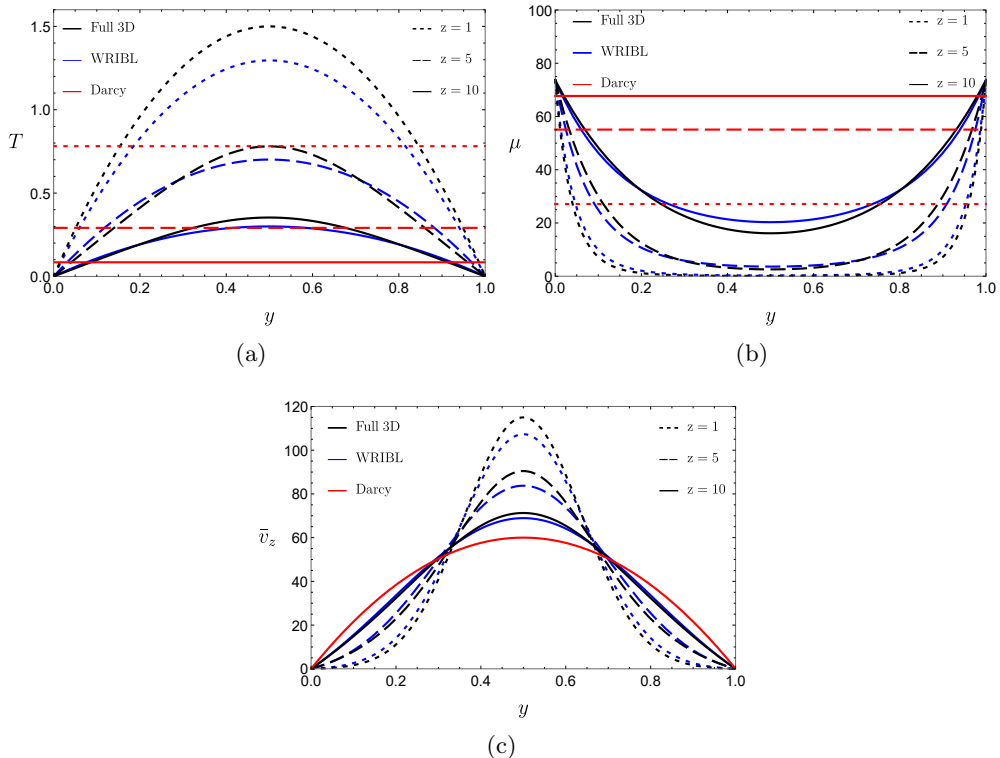 1.5
1.0
0.5
0.0
T
Full 3D
WRIBL
Darcy
z = 1
z = 5
z = 10
0.0 0.2 0.4 0.6 0.8 1.0
y
(a)
100
80
60
40
20
0
μ
Full 3D
WRIBL
Darcy
z = 1
z = 5
z = 10
0.0 0.2 0.4 0.6 0.8 1.0
y
(b)
120
100
80
60
40
20
0
v̄z
Full 3D
WRIBL
Darcy
z = 1
z = 5
z = 10
0.0 0.2 0.4 0.6 0.8 1.0
y
(c)